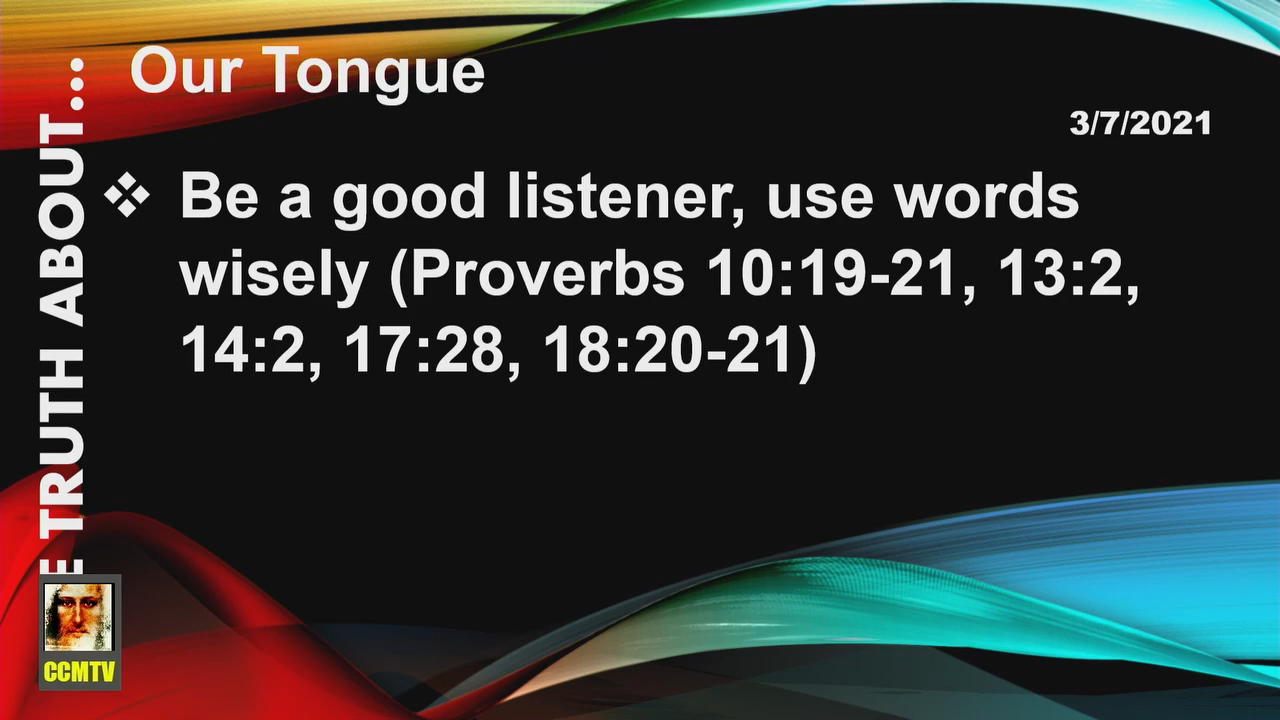 Our Tongue
3/7/2021
E TRUTH ABOUT...
❖ Be a good listener, use words
wisely (Proverbs 10:19-21, 13:2,
14:2, 17:28, 18:20-21)
CCMTV